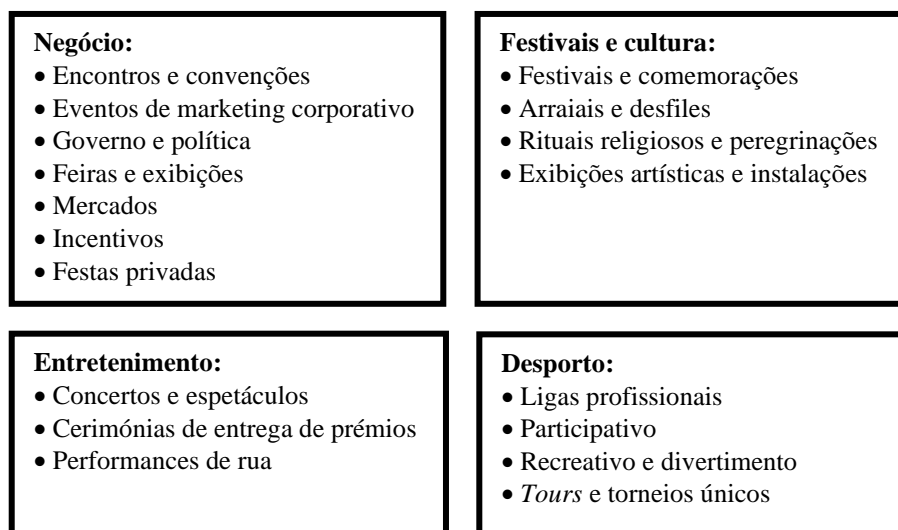 Negócio:
• Encontros e convenções
• Eventos de marketing corporativo
• Governo e política
• Feiras e exibições
• Mercados
• Incentivos
• Festas privadas
Festivais e cultura:
• Festivais e comemorações
• Arraiais e desfiles
• Rituais religiosos e peregrinações
• Exibições artísticas e instalações
Entretenimento:
• Concertos e espetáculos
• Cerimónias de entrega de prémios
• Performances de rua
Desporto:
• Ligas profissionais
• Participativo
• Recreativo e divertimento
• Tours e torneios únicos